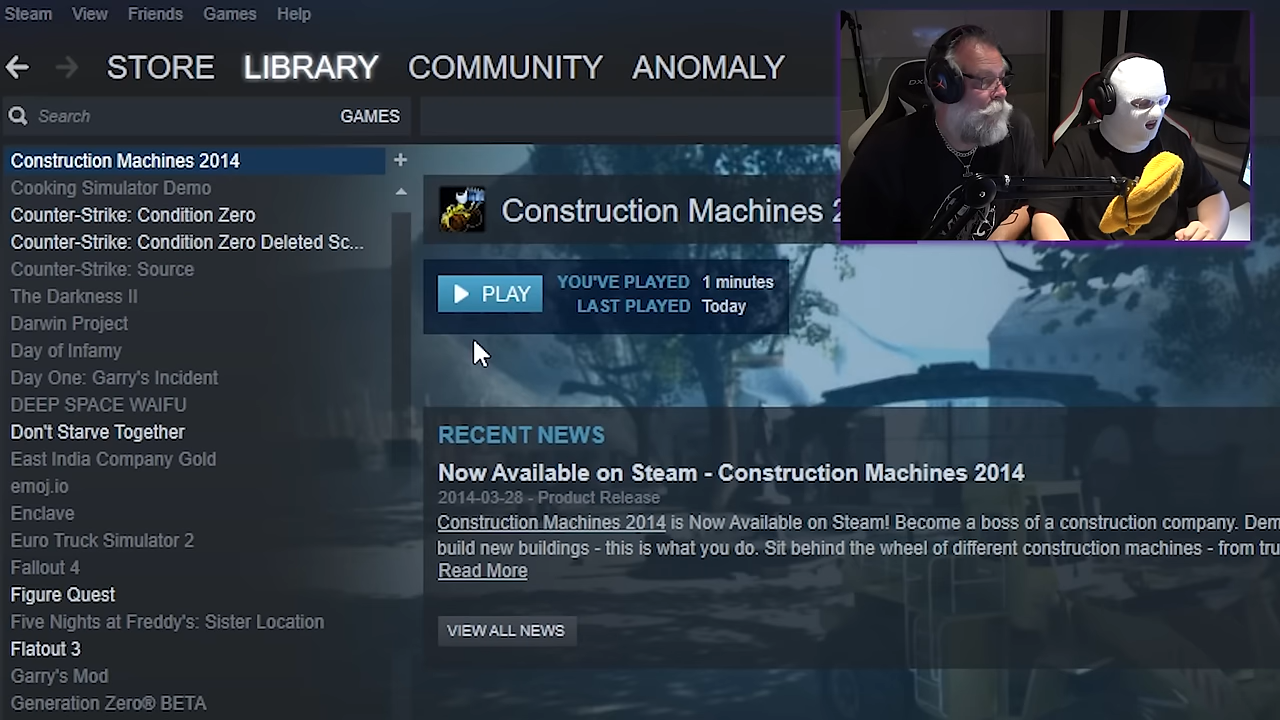 Steam View Friends Games Help
STORE LIBRARY COMMUNITY ANOMALY
Search GAMES
Construction Machines 2014 +
Cooking Simulator Demo
Counter-Strike: Condition Zero
Counter-Strike: Condition Zero Deleted Sc...
Counter-Strike: Source
The Darkness II
Darwin Project
Day of Infamy
Day One: Garry's Incident
DEEP SPACE WAIFU
Don't Starve Together
East India Company Gold
emoj.io
Enclave
Euro Truck Simulator 2
Fallout 4
Figure Quest
Five Nights at Freddy's: Sister Location
Flatout 3
Garry's Mod
Generation Zero® BETA
Construction Machines
PLAY
YOU'VE PLAYED 1 minutes
LAST PLAYED Today
RECENT NEWS
Now Available on Steam - Construction Machines 2014
2014-03-28 - Product Release
Construction Machines 2014 is Now Available on Steam! Become a boss of a construction company.
build new buildings - this is what you do. Sit behind the wheel of different construction machines - from
Read More
VIEW ALL NEWS